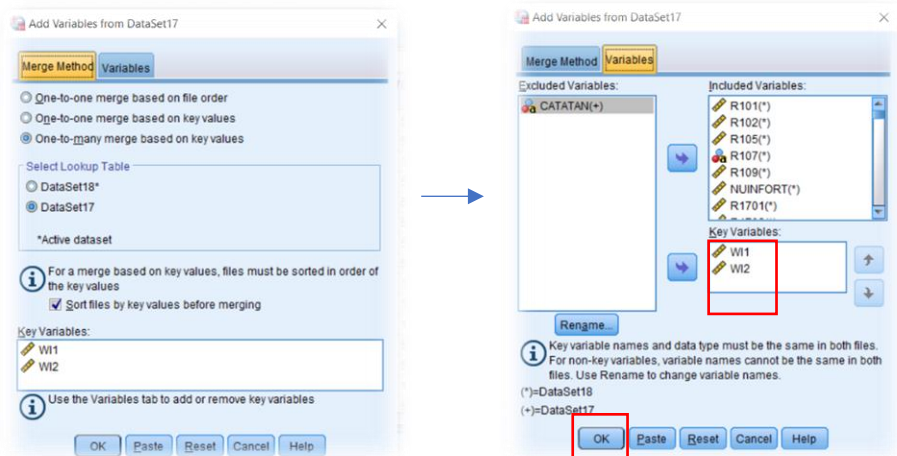 Add Variables from DataSet17
Merge Method Variables
One-to-one merge based on file order
One-to-one merge based on key values
One-to-many merge based on key values
Select Lookup Table
DataSet18*
DataSet17
*Active dataset
For a merge based on key values, files must be sorted in order of
the key values
Sort files by key values before merging
Key Variables:
WI1
WI2
Use the Variables tab to add or remove key variables
OK Paste Reset Cancel Help
Add Variables from DataSet17
Merge Method Variables
Excluded Variables:
CATATAN(+)
Included Variables:
R101(*)
R102(*)
R105(*)
R107(*)
R109(*)
NUINFORT(*)
R1701(*)
Key Variables:
WI1
WI2
Rename...
Key variable names and data type must be the same in both files.
For non-key variables, variable names cannot be the same in both
files. Use Rename to change variable names.
(*)=DataSet18
(+)=DataSet17
OK Paste Reset Cancel Help